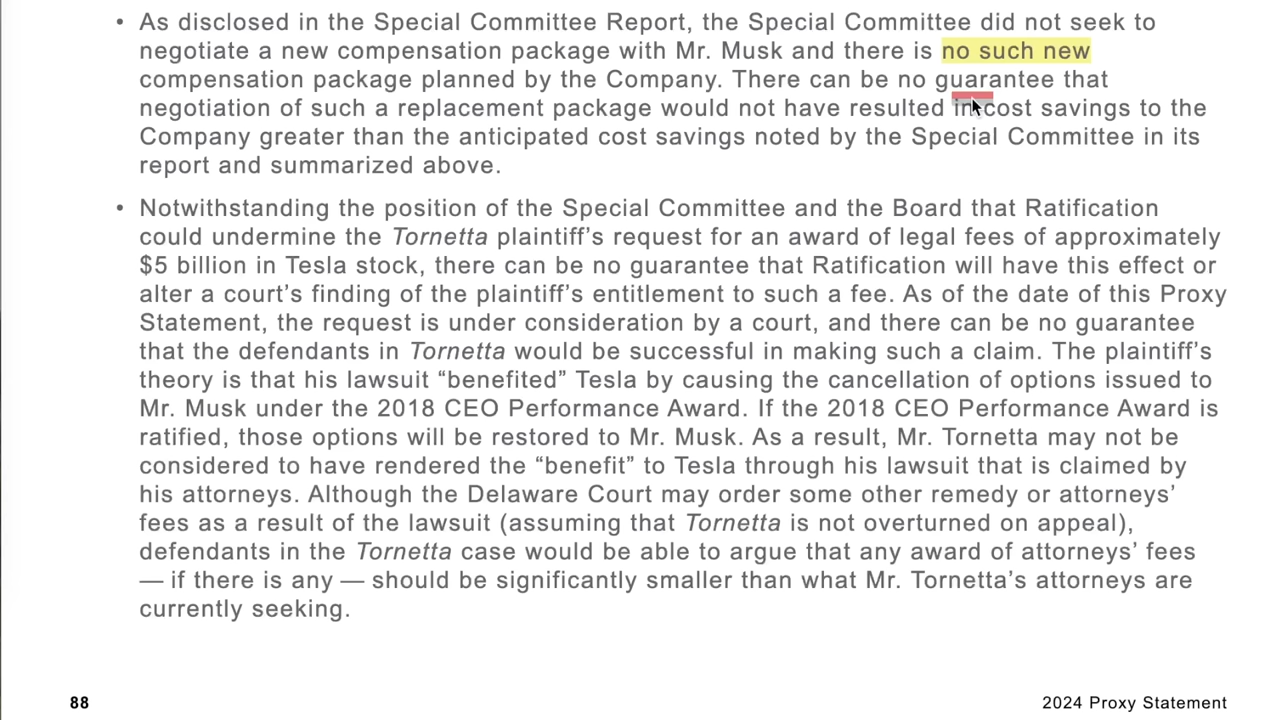 • As disclosed in the Special Committee Report, the Special Committee did not seek to
negotiate a new compensation package with Mr. Musk and there is no such new
compensation package planned by the Company. There can be no guarantee that
negotiation of such a replacement package would not have resulted in cost savings to the
Company greater than the anticipated cost savings noted by the Special Committee in its
report and summarized above.
• Notwithstanding the position of the Special Committee and the Board that Ratification
could undermine the Tornetta plaintiff’s request for an award of legal fees of approximately
$5 billion in Tesla stock, there can be no guarantee that Ratification will have this effect or
alter a court’s finding of the plaintiff’s entitlement to such a fee. As of the date of this Proxy
Statement, the request is under consideration by a court, and there can be no guarantee
that the defendants in Tornetta would be successful in making such a claim. The plaintiff’s
theory is that his lawsuit “benefited” Tesla by causing the cancellation of options issued to
Mr. Musk under the 2018 CEO Performance Award. If the 2018 CEO Performance Award is
ratified, those options will be restored to Mr. Musk. As a result, Mr. Tornetta may not be
considered to have rendered the “benefit” to Tesla through his lawsuit that is claimed by
his attorneys. Although the Delaware Court may order some other remedy or attorneys’
fees as a result of the lawsuit (assuming that Tornetta is not overturned on appeal),
defendants in the Tornetta case would be able to argue that any award of attorneys’ fees
— if there is any — should be significantly smaller than what Mr. Tornetta’s attorneys are
currently seeking.
88
2024 Proxy Statement